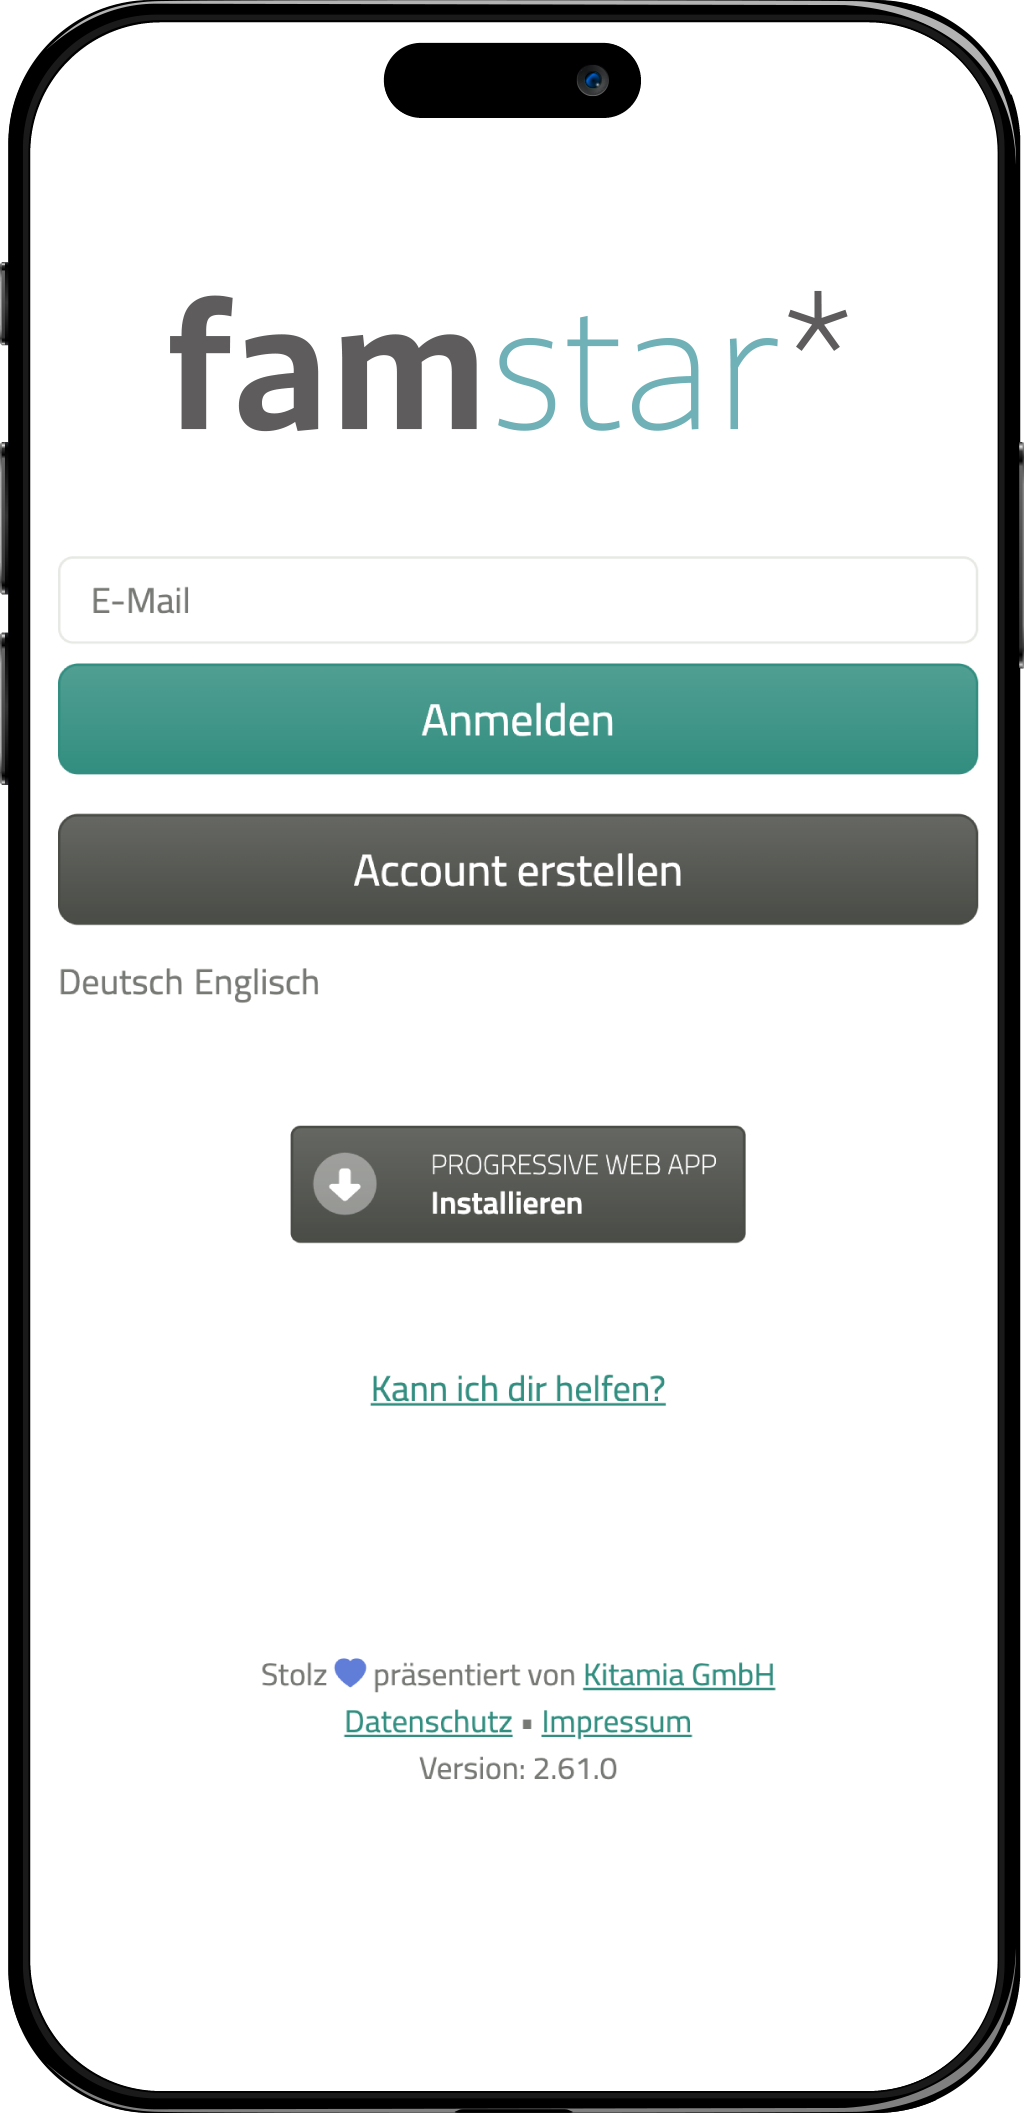 famstar*
E-Mail
Anmelden
Account erstellen
Deutsch Englisch
PROGRESSIVE WEB APP
Installieren
Kann ich dir helfen?
Stolz 💙 präsentiert von Kitamia GmbH
Datenschutz ▪ Impressum
Version: 2.61.0